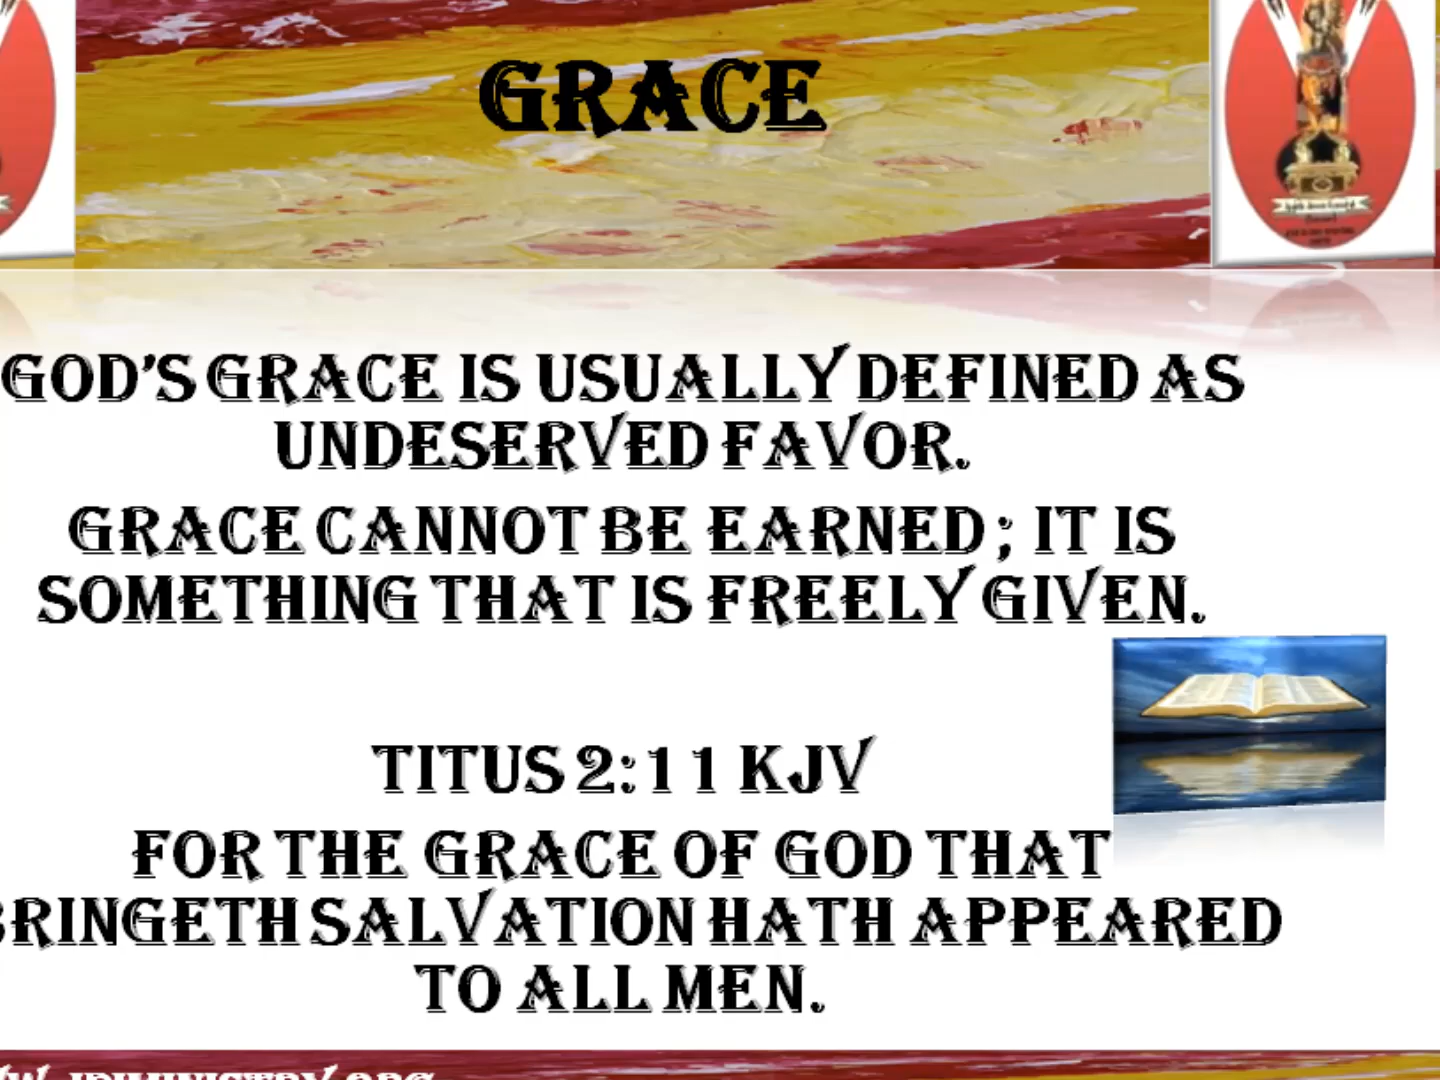 GRACE
GOD'S GRACE IS USUALLY DEFINED AS
UNDESERVED FAVOR.
GRACE CANNOT BE EARNED; IT IS
SOMETHING THAT IS FREELY GIVEN.
TITUS 2:11 KJV
FOR THE GRACE OF GOD THAT
BRINGETH SALVATION HATH APPEARED
TO ALL MEN.